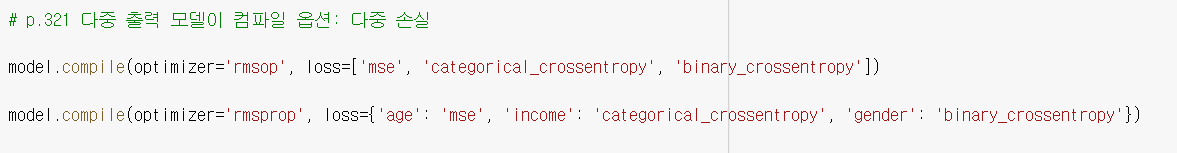 # p.321 다중 출력 모델이 컴파일 옵션: 다중 손실
model.compile(optimizer='rmsop', loss=['mse', 'categorical_crossentropy', 'binary_crossentropy'])
model.compile(optimizer='rmsprop', loss={'age': 'mse', 'income': 'categorical_crossentropy', 'gender': 'binary_crossentropy'})